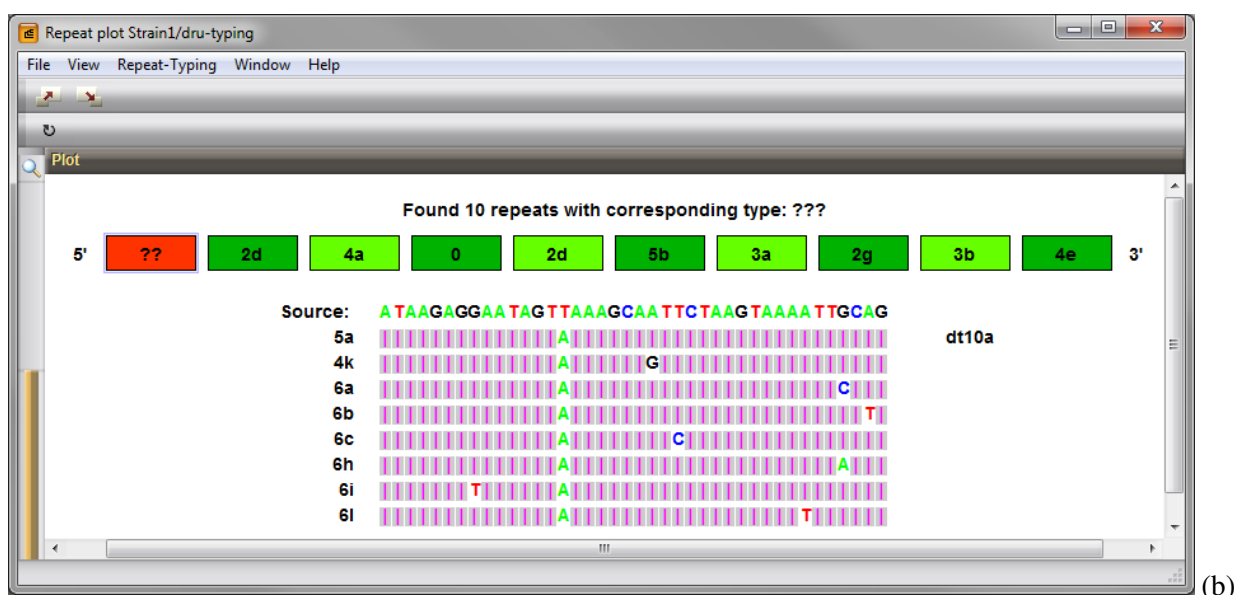 Repeat plot Strain1/dru-typing
File View Repeat-Typing Window Help
Plot
Found 10 repeats with corresponding type: ???
5' ?? 2d 4a 0 2d 5b 3a 2g 3b 4e 3'
Source: ATAAGAGGAATAGTTAAAGCAATTCTAAGTAAAATTGCAG
5a A dt10a
4k A G
6a A C
6b A T
6c A C
6h A A
6i T A
6l A T
(b)